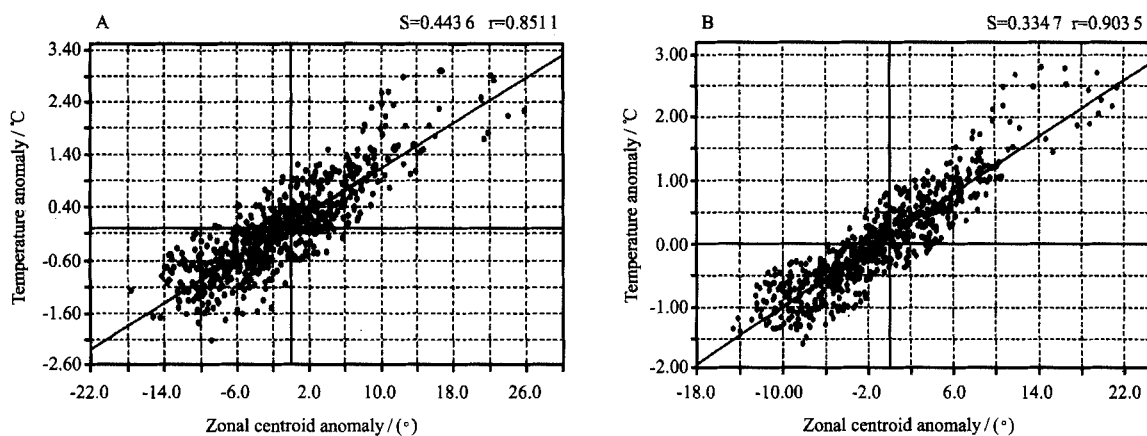 A
S=0.443 6 r=0.851 1
3.40
2.40
1.40
0.40
-0.60
-1.60
-2.60
-22.0 -14.0 -6.0 2.0 10.0 18.0 26.0
Temperature anomaly / ℃
Zonal centroid anomaly / (°)
B
S=0.334 7 r=0.903 5
3.00
2.00
1.00
0.00
-1.00
-2.00
-18.0 -10.00 -2.0 6.0 14.0 22.0
Temperature anomaly / ℃
Zonal centroid anomaly / (°)